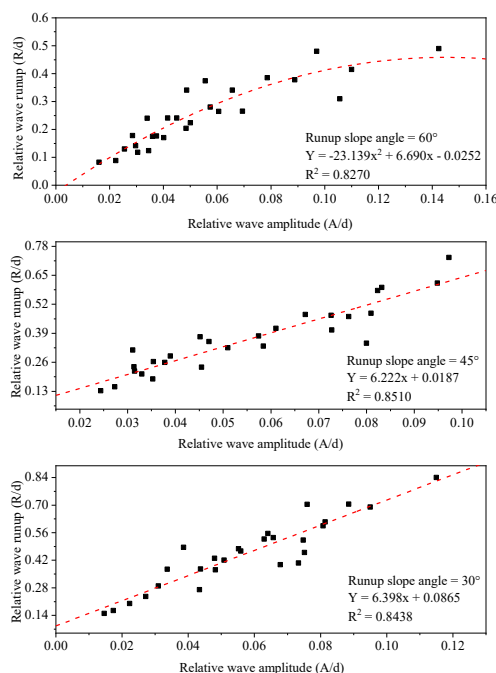 0.6
0.5
0.4
0.3
0.2
0.1
0.0
Relative wave runup (R/d)
Runup slope angle = 60°
Y = -23.139x² + 6.690x - 0.0252
R² = 0.8270
0.00 0.02 0.04 0.06 0.08 0.10 0.12 0.14 0.16
Relative wave amplitude (A/d)
0.78
0.65
0.52
0.39
0.26
0.13
Relative wave runup (R/d)
Runup slope angle = 45°
Y = 6.222x + 0.0187
R² = 0.8510
0.02 0.03 0.04 0.05 0.06 0.07 0.08 0.09 0.10
Relative wave amplitude (A/d)
0.84
0.70
0.56
0.42
0.28
0.14
Relative wave runup (R/d)
Runup slope angle = 30°
Y = 6.398x + 0.0865
R² = 0.8438
0.00 0.02 0.04 0.06 0.08 0.10 0.12
Relative wave amplitude (A/d)